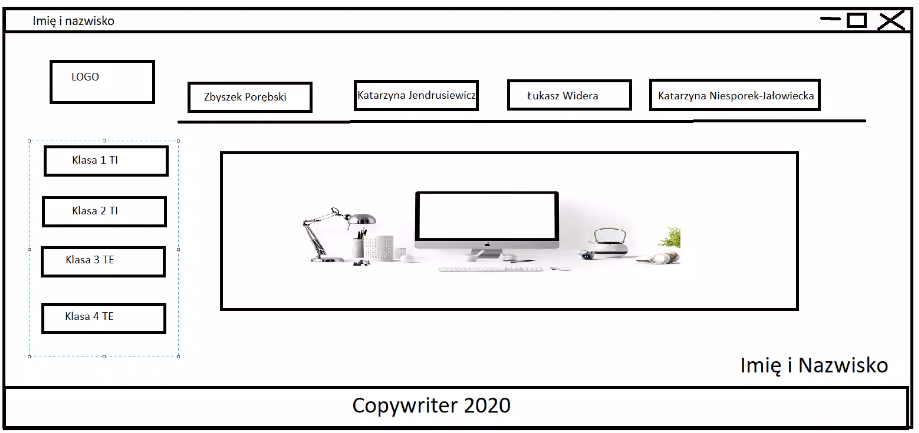 Imię i nazwisko
LOGO
Zbyszek Porębski
Katarzyna Jendrusiewicz
Łukasz Widera
Katarzyna Niesporek-Jałowiecka
Klasa 1 TI
Klasa 2 TI
Klasa 3 TE
Klasa 4 TE
Imię i Nazwisko
Copywriter 2020